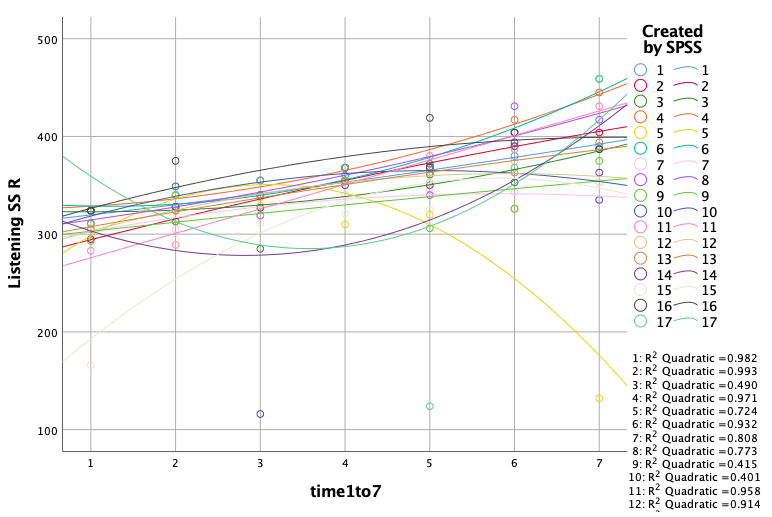 500
400
300
200
100
Listening SS R
1 2 3 4 5 6 7
time1to7
Created
by SPSS
1 1
2 2
3 3
4 4
5 5
6 6
7 7
8 8
9 9
10 10
11 11
12 12
13 13
14 14
15 15
16 16
17 17
1: R² Quadratic =0.982
2: R² Quadratic =0.993
3: R² Quadratic =0.490
4: R² Quadratic =0.971
5: R² Quadratic =0.724
6: R² Quadratic =0.932
7: R² Quadratic =0.808
8: R² Quadratic =0.773
9: R² Quadratic =0.415
10: R² Quadratic =0.401
11: R² Quadratic =0.958
12: R² Quadratic =0.914